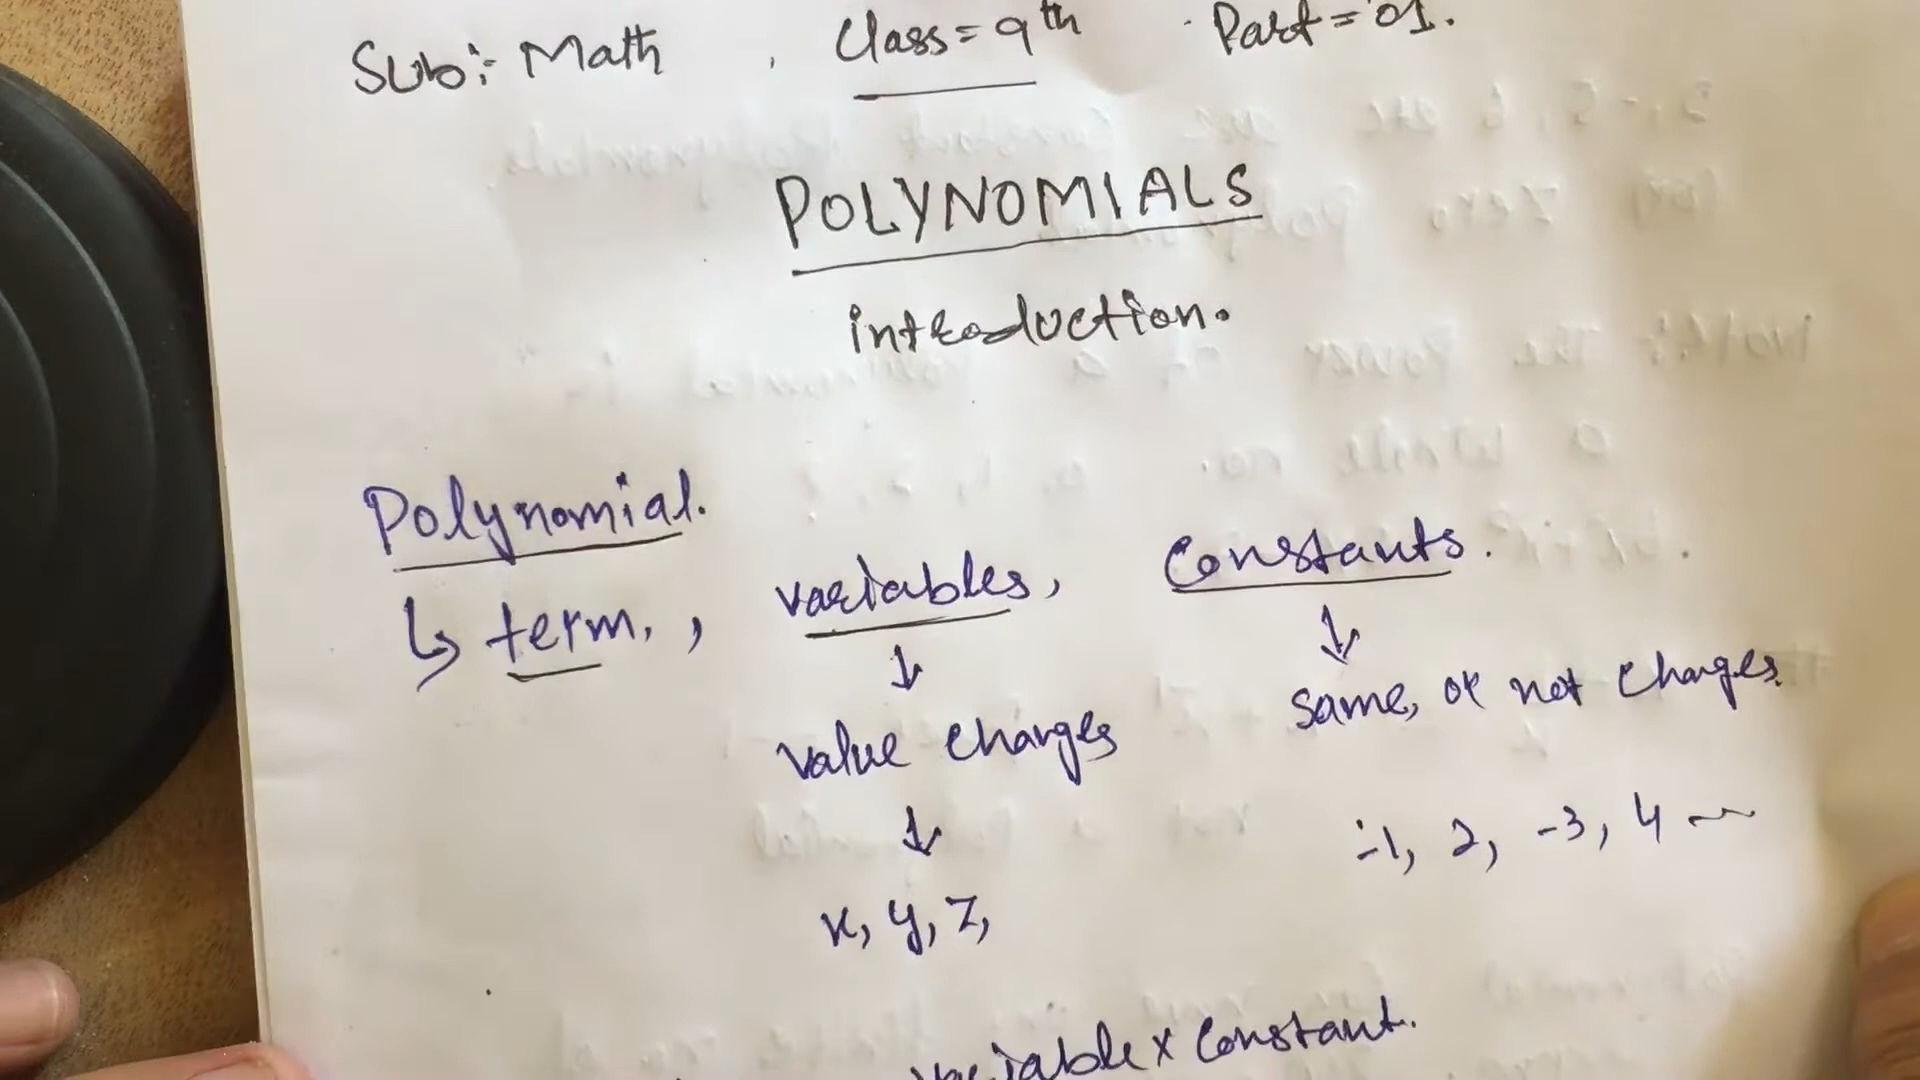 Sub:- Math , Class = 9th . Part = 01.
POLYNOMIALS
introduction.
Polynomial.
↳ term. , variables, Constants.
↓ ↓
value changes same, or not changes.
↓
-1, 2, -3, 4 ~
x, y, z,
variable x Constant.